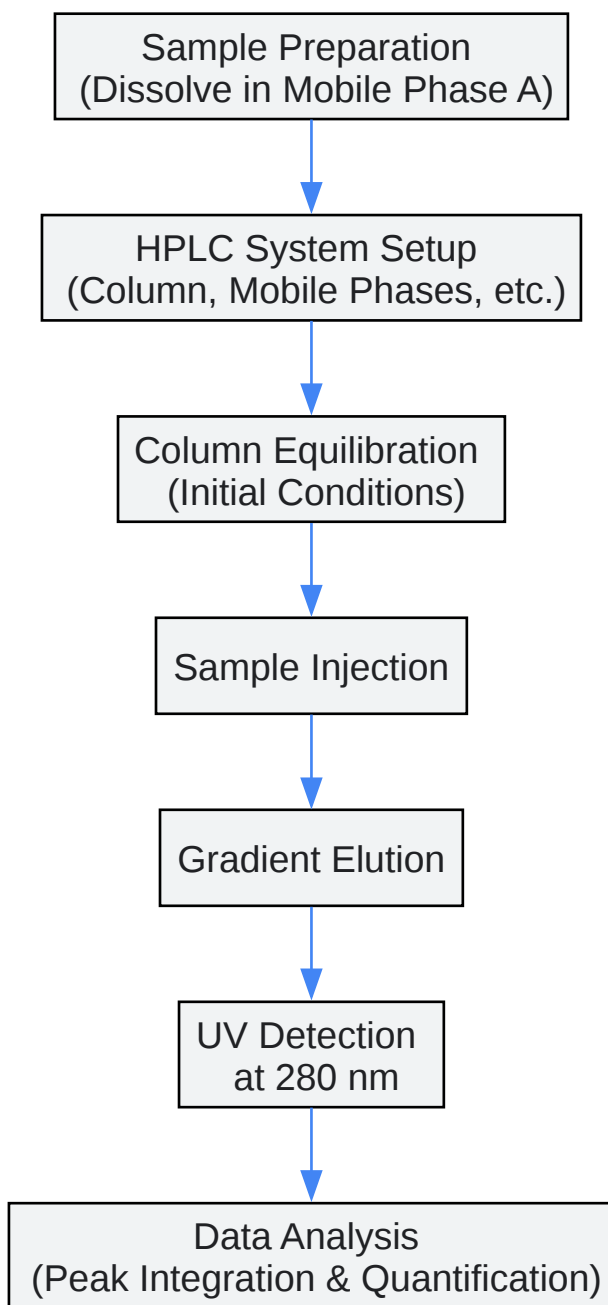 Sample Preparation
(Dissolve in Mobile Phase A)
HPLC System Setup
(Column, Mobile Phases, etc.)
Column Equilibration
(Initial Conditions)
Sample Injection
Gradient Elution
UV Detection
at 280 nm
Data Analysis
(Peak Integration & Quantification)